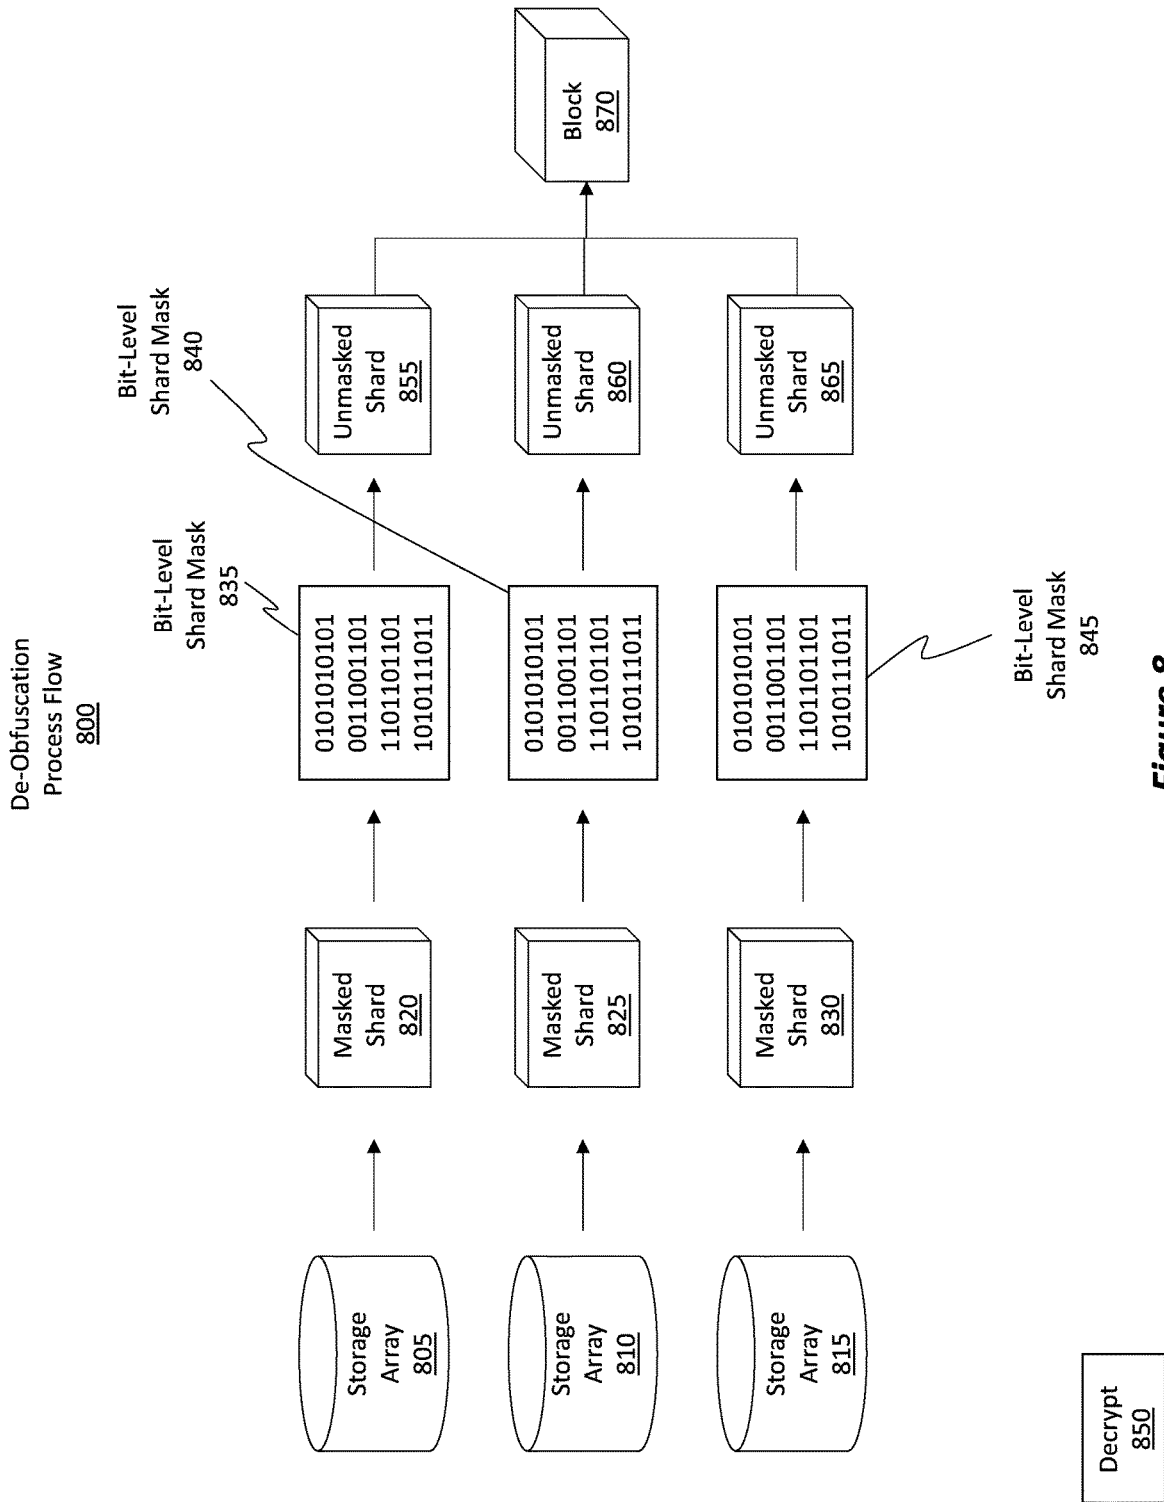 De-Obfuscation
Process Flow
800
Bit-Level
Shard Mask
840
Bit-Level
Shard Mask
835
Storage
Array
805
Masked
Shard
820
0101010101
0011001101
1101101101
1010111011
Unmasked
Shard
855
Storage
Array
810
Masked
Shard
825
0101010101
0011001101
1101101101
1010111011
Unmasked
Shard
860
Block
870
Storage
Array
815
Masked
Shard
830
0101010101
0011001101
1101101101
1010111011
Unmasked
Shard
865
Bit-Level
Shard Mask
845
Decrypt
850
Figure 8